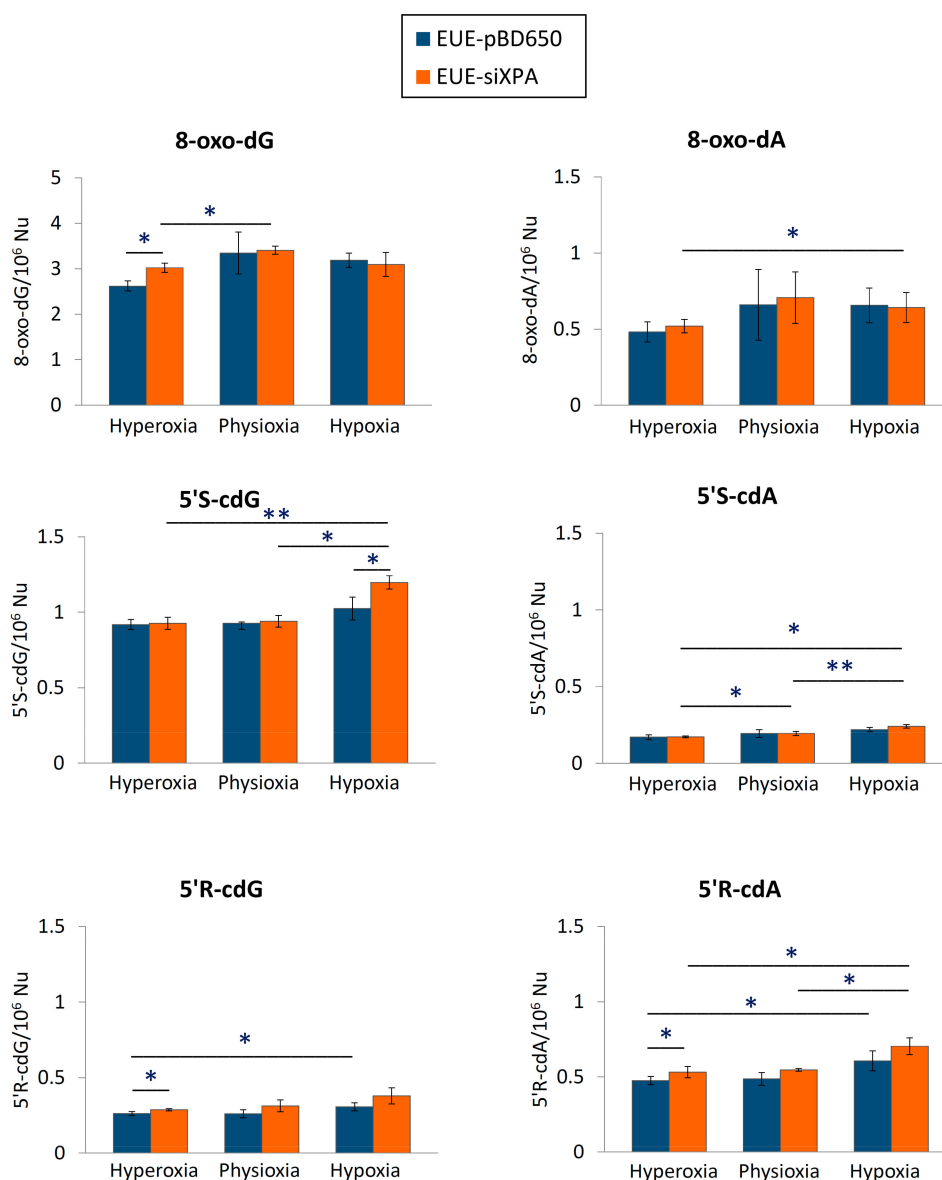 EUE-pBD650
EUE-siXPA
8-oxo-dG
8-oxo-dG/10⁶ Nu
5
4
3
2
1
0
*
*
Hyperoxia Physioxia Hypoxia
8-oxo-dA
8-oxo-dA/10⁶ Nu
1.5
1
0.5
0
*
Hyperoxia Physioxia Hypoxia
5'S-cdG
5'S-cdG/10⁶ Nu
1.5
1
0.5
0
**
*
*
Hyperoxia Physioxia Hypoxia
5'S-cdA
5'S-cdA/10⁶ Nu
1.5
1
0.5
0
*
**
*
Hyperoxia Physioxia Hypoxia
5'R-cdG
5'R-cdG/10⁶ Nu
1.5
1
0.5
0
*
*
Hyperoxia Physioxia Hypoxia
5'R-cdA
5'R-cdA/10⁶ Nu
1.5
1
0.5
0
*
*
*
*
Hyperoxia Physioxia Hypoxia